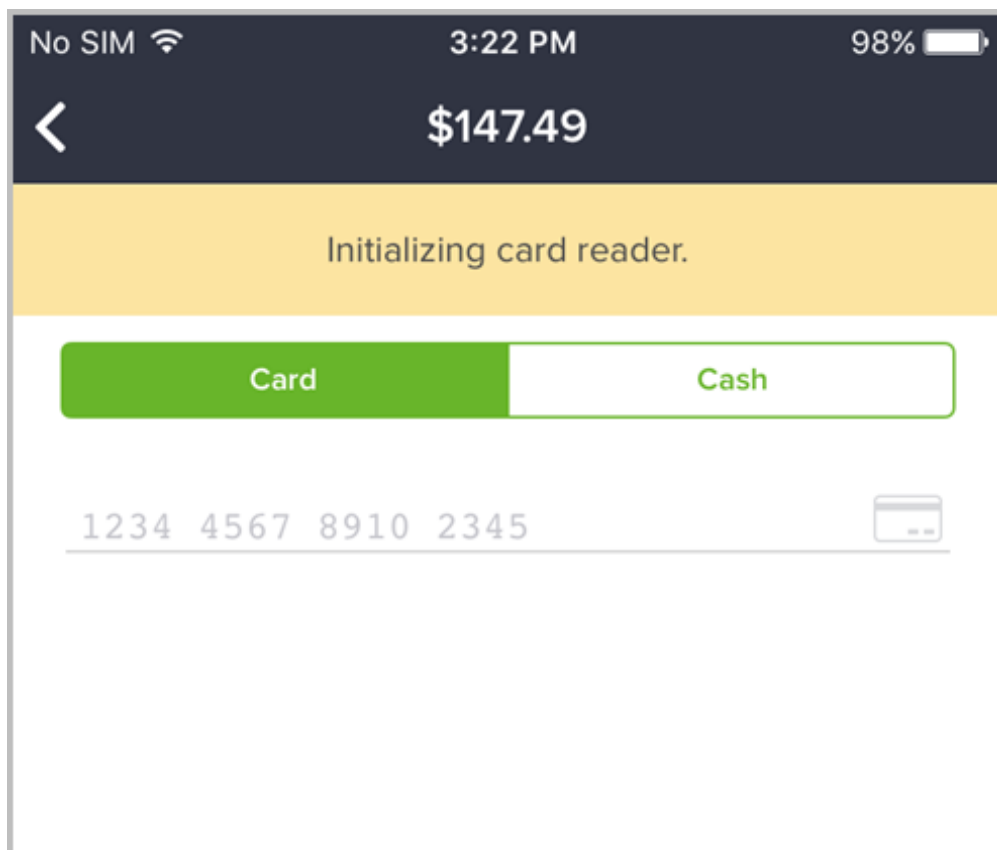 No SIM 3:22 PM 98%
$147.49
Initializing card reader.
Card Cash
1234 4567 8910 2345